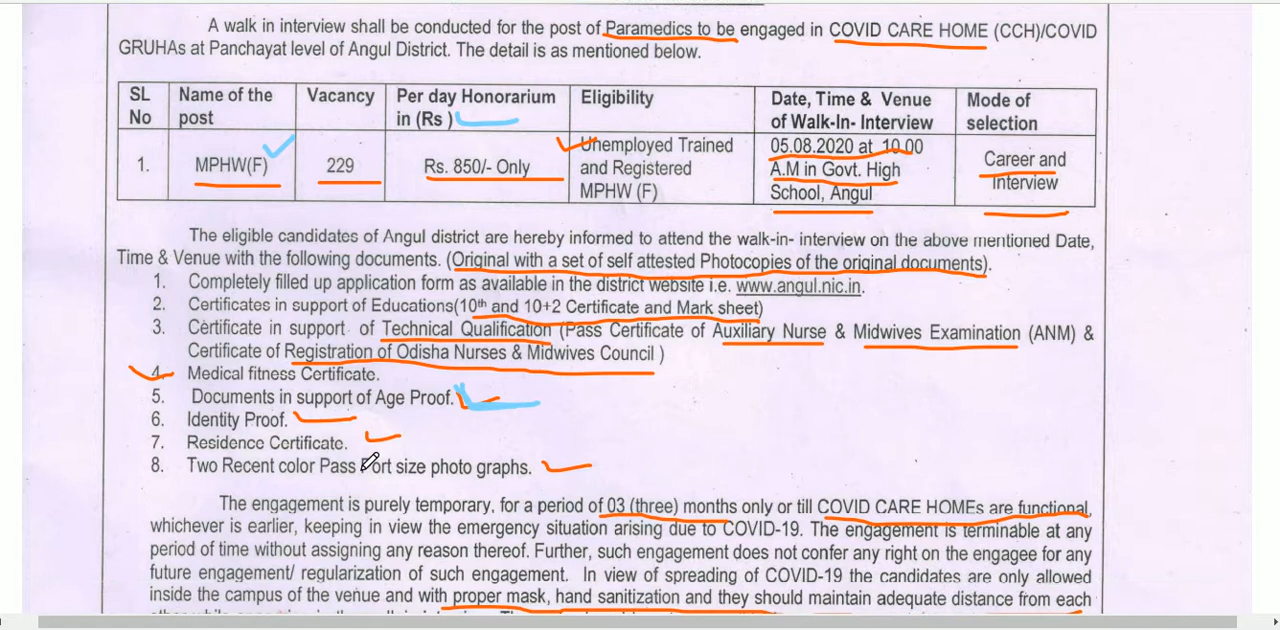 A walk in interview shall be conducted for the post of Paramedics to be engaged in COVID CARE HOME (CCH)/COVID
GRUHAs at Panchayat level of Angul District. The detail is as mentioned below.
SL No
Name of the post
Vacancy
Per day Honorarium in (Rs )
Eligibility
Date, Time & Venue of Walk-In- Interview
Mode of selection
1.
MPHW(F)
229
Rs. 850/- Only
Unemployed Trained and Registered MPHW (F)
05.08.2020 at 10.00 A.M in Govt. High School, Angul
Career and Interview
The eligible candidates of Angul district are hereby informed to attend the walk-in- interview on the above mentioned Date,
Time & Venue with the following documents. (Original with a set of self attested Photocopies of the original documents).
1. Completely filled up application form as available in the district website i.e. www.angul.nic.in.
2. Certificates in support of Educations(10th and 10+2 Certificate and Mark sheet)
3. Certificate in support of Technical Qualification (Pass Certificate of Auxiliary Nurse & Midwives Examination (ANM) &
Certificate of Registration of Odisha Nurses & Midwives Council )
4. Medical fitness Certificate.
5. Documents in support of Age Proof.
6. Identity Proof.
7. Residence Certificate.
8. Two Recent color Pass Port size photo graphs.
The engagement is purely temporary, for a period of 03 (three) months only or till COVID CARE HOMEs are functional,
whichever is earlier, keeping in view the emergency situation arising due to COVID-19. The engagement is terminable at any
period of time without assigning any reason thereof. Further, such engagement does not confer any right on the engagee for any
future engagement/ regularization of such engagement. In view of spreading of COVID-19 the candidates are only allowed
inside the campus of the venue and with proper mask, hand sanitization and they should maintain adequate distance from each